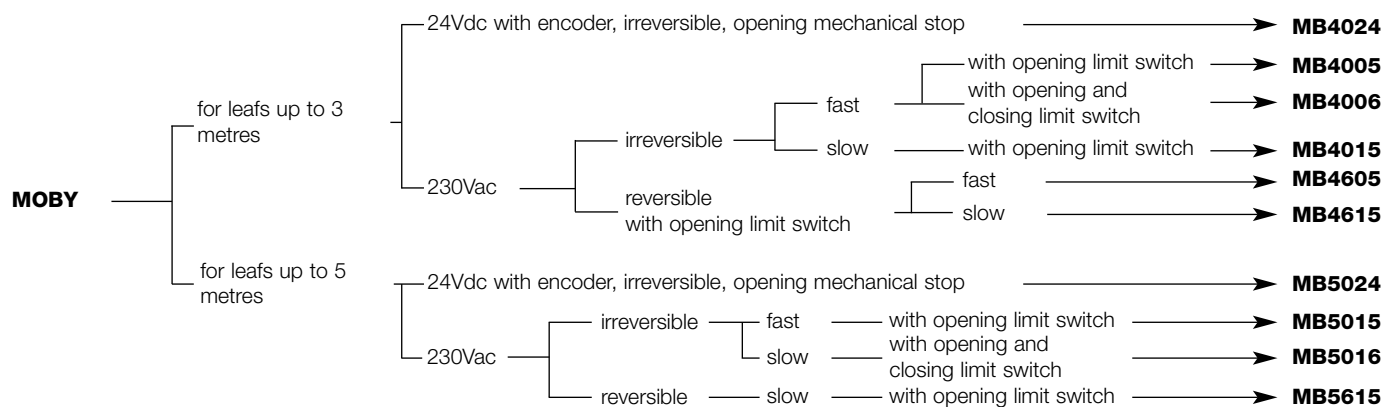 24Vdc with encoder, irreversible, opening mechanical stop MB4024
with opening limit switch MB4005
for leafs up to 3
metres
fast
with opening and
closing limit switch
MB4006
irreversible
slow with opening limit switch MB4015
MOBY
230Vac
reversible
with opening limit switch
fast MB4605
slow MB4615
for leafs up to 5
metres
24Vdc with encoder, irreversible, opening mechanical stop MB5024
irreversible fast with opening limit switch MB5015
230Vac
slow
with opening and
closing limit switch
MB5016
reversible slow with opening limit switch MB5615